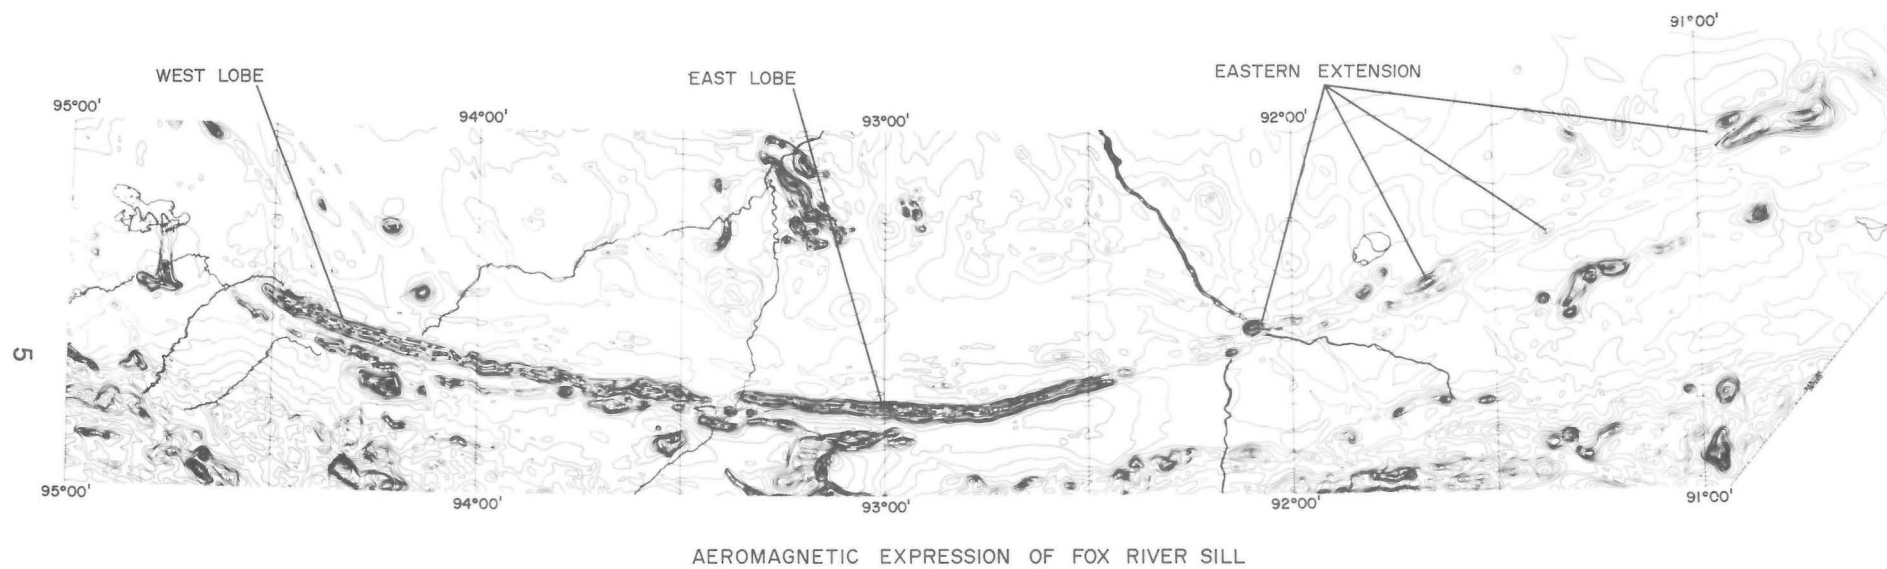 91°00'
WEST LOBE
EAST LOBE
EASTERN EXTENSION
95°00'
94°00'
93°00'
92°00'
5
95°00'
94°00'
93°00'
92°00'
91°00'
AEROMAGNETIC EXPRESSION OF FOX RIVER SILL